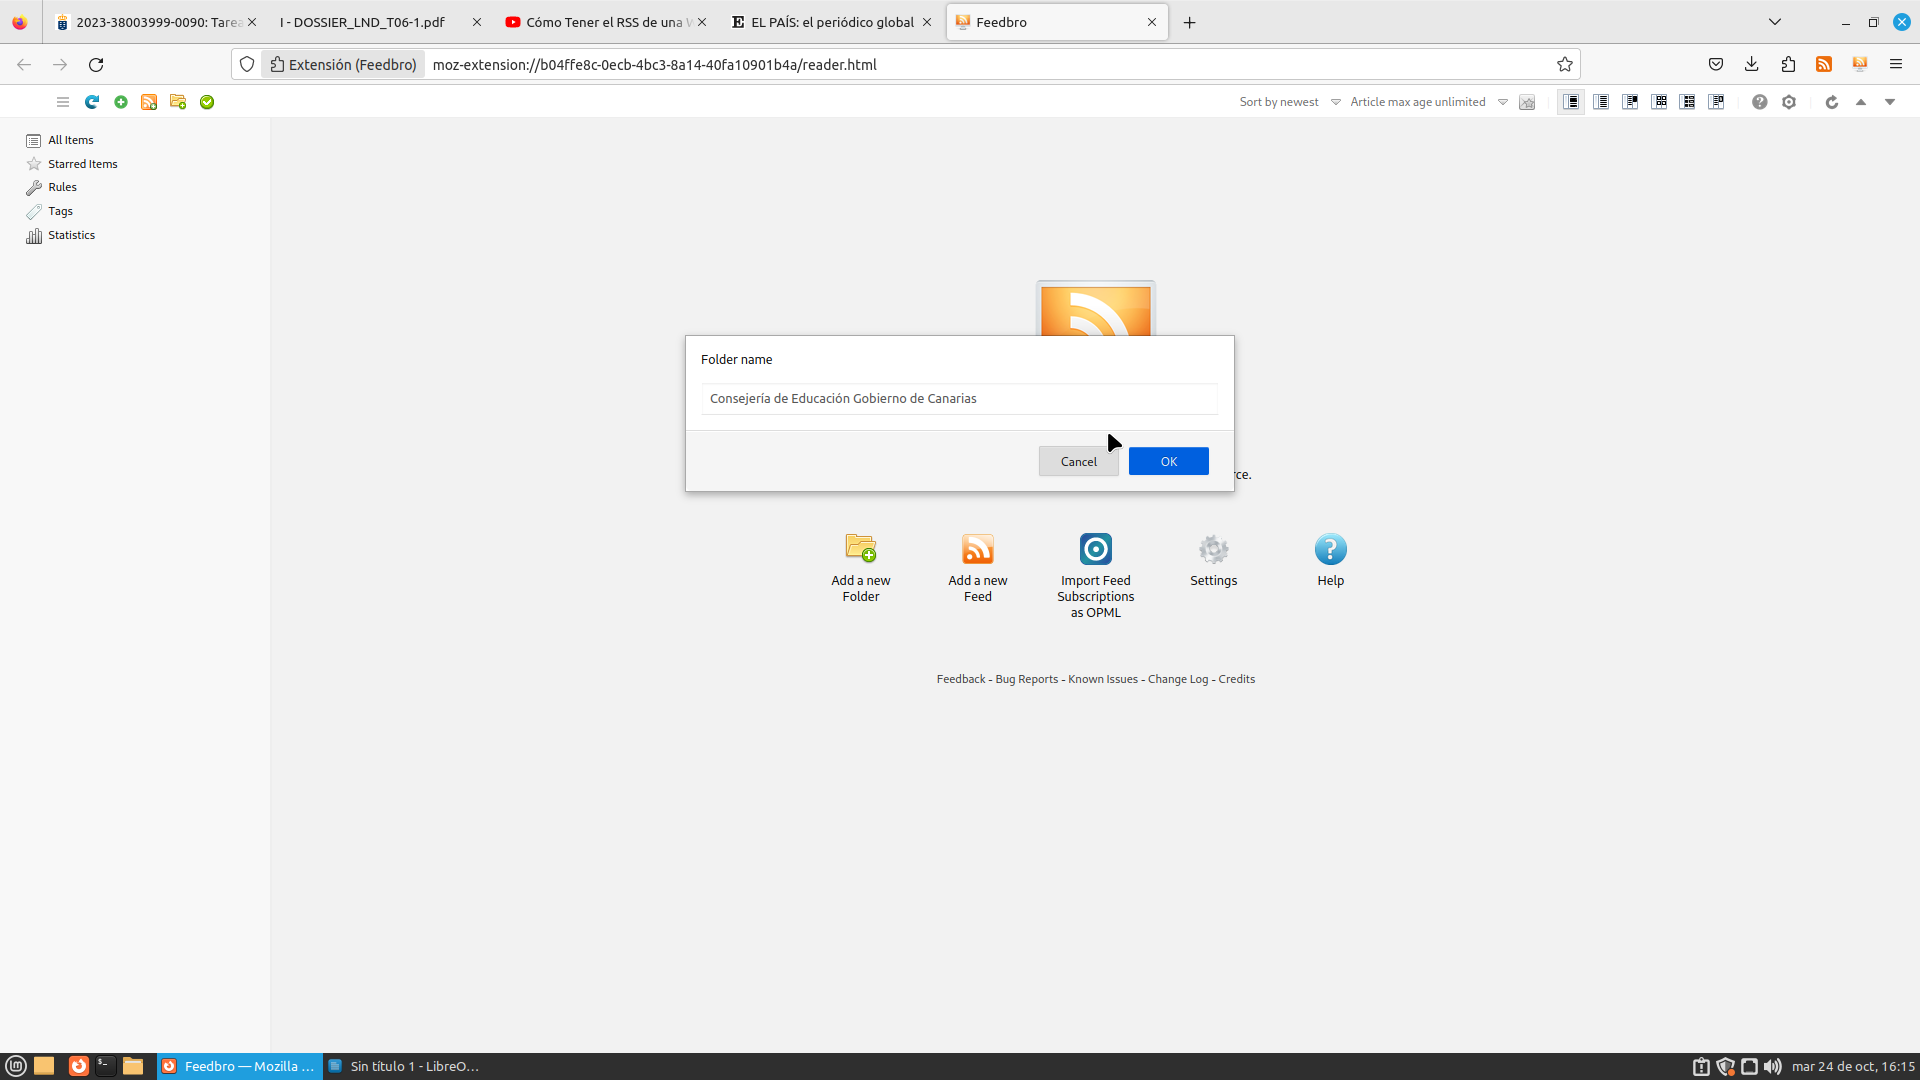 2023-38003999-0090: Tarea
I - DOSSIER_LND_T06-1.pdf
Cómo Tener el RSS de una W
EL PAÍS: el periódico global
Feedbro
Extensión (Feedbro)
moz-extension://b04ffe8c-0ecb-4bc3-8a14-40fa10901b4a/reader.html
Sort by newest
Article max age unlimited
All Items
Starred Items
Rules
Tags
Statistics
Folder name
Consejería de Educación Gobierno de Canarias
Cancel
OK
rce.
Add a new
Folder
Add a new
Feed
Import Feed
Subscriptions
as OPML
Settings
Help
Feedback - Bug Reports - Known Issues - Change Log - Credits
Feedbro — Mozilla ...
Sin título 1 - LibreO...
mar 24 de oct, 16:15